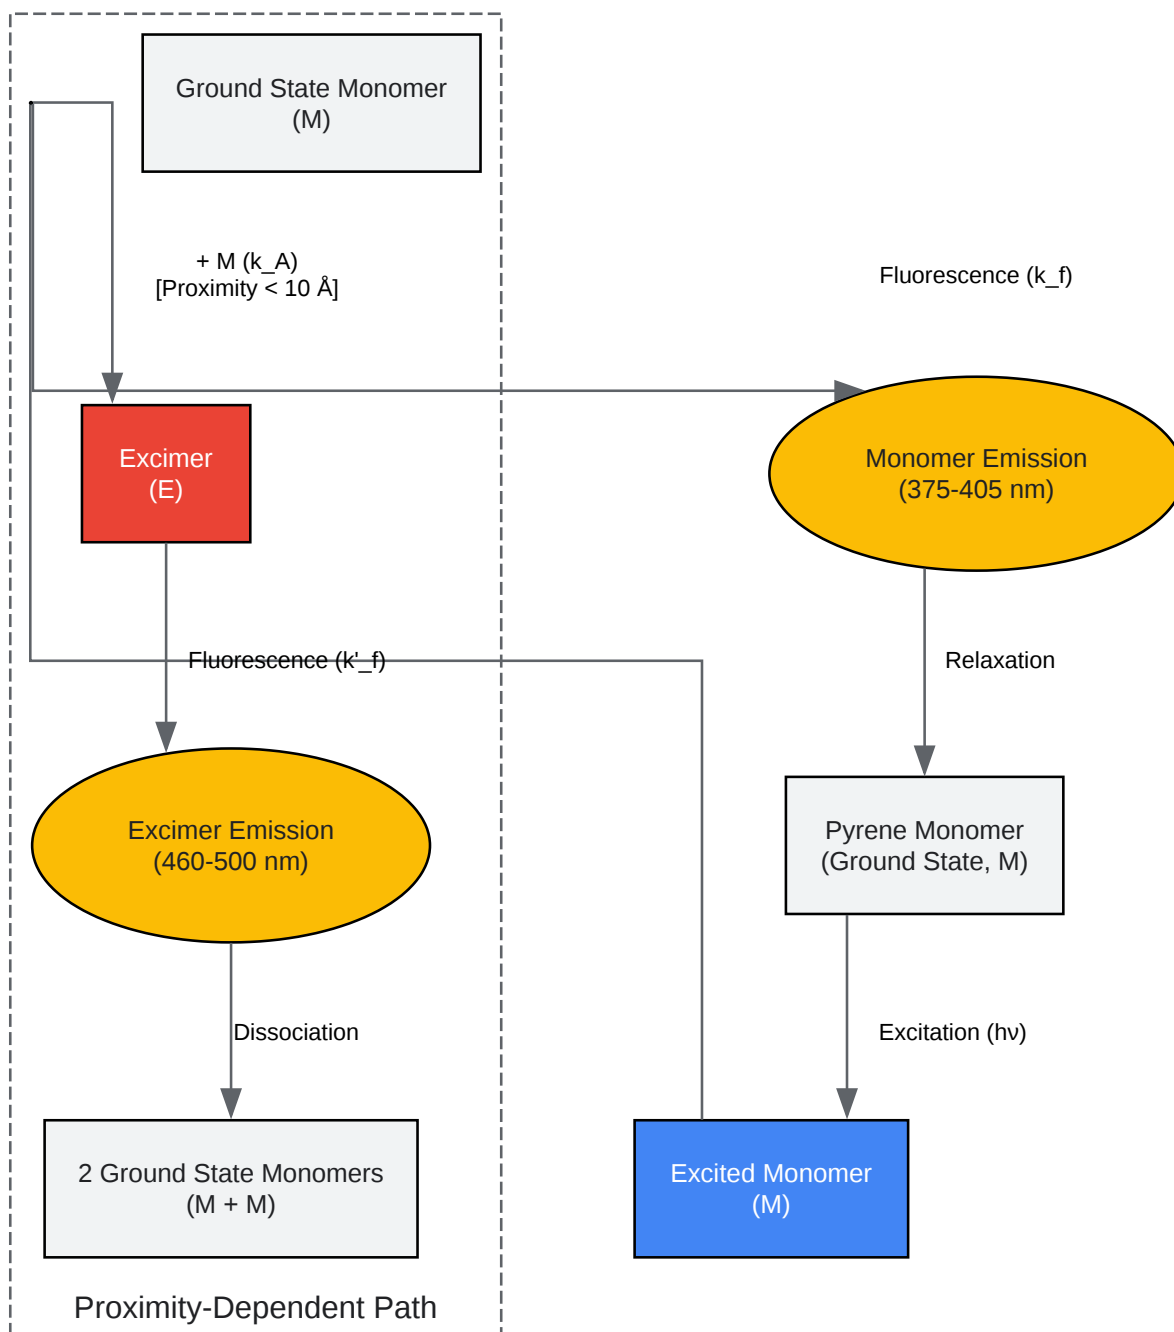 Ground State Monomer
(M)
+ M (k_A)
[Proximity < 10 Å]
Fluorescence (k_f)
Excimer
(E)
Monomer Emission
(375-405 nm)
Fluorescence (k'_f)
Relaxation
Excimer Emission
(460-500 nm)
Pyrene Monomer
(Ground State, M)
Dissociation
Excitation (hν)
2 Ground State Monomers
(M + M)
Excited Monomer
(M)
Proximity-Dependent Path